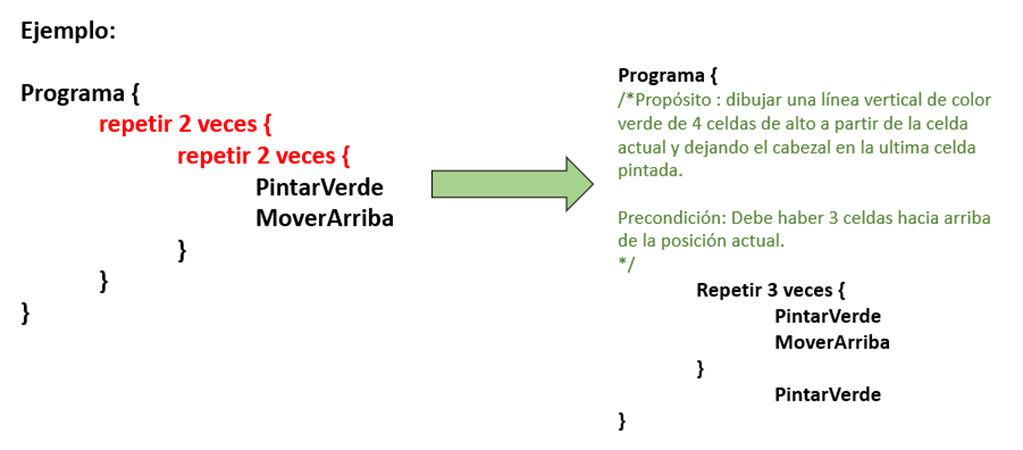 Ejemplo:
Programa {
repetir 2 veces {
repetir 2 veces {
PintarVerde
MoverArriba
}
}
}
Programa {
/*Propósito : dibujar una línea vertical de color
verde de 4 celdas de alto a partir de la celda
actual y dejando el cabezal en la ultima celda
pintada.
Precondición: Debe haber 3 celdas hacia arriba
de la posición actual.
*/
Repetir 3 veces {
PintarVerde
MoverArriba
}
PintarVerde
}